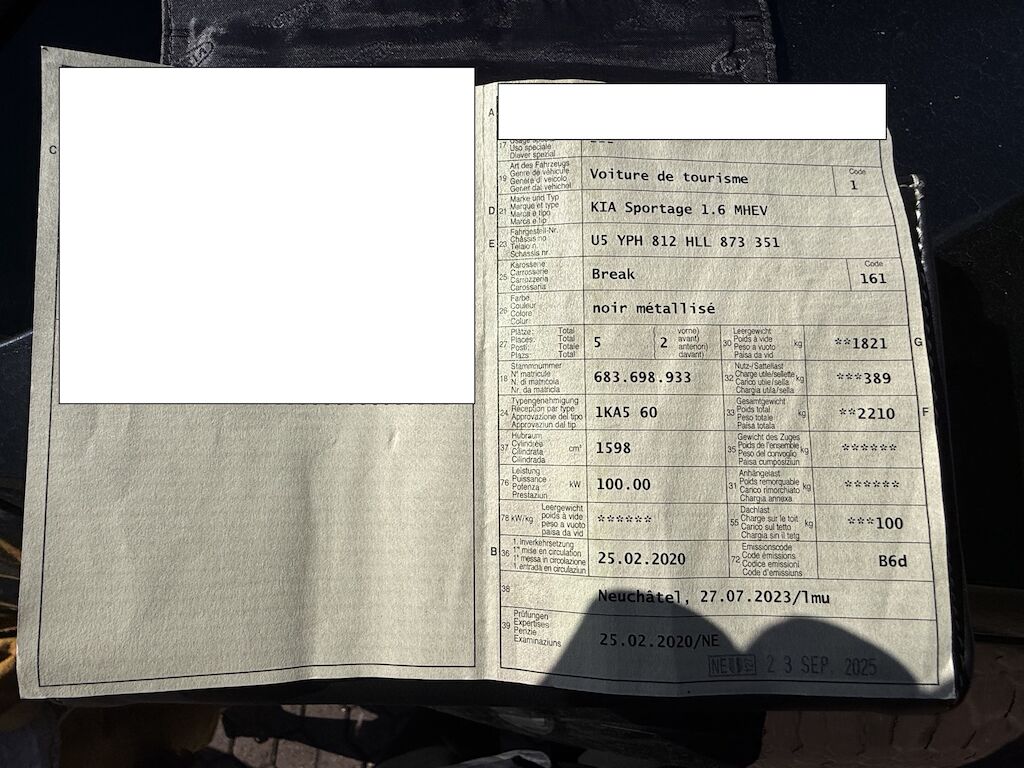 C
A
17 Usage spécial
Uso speciale
Diever spezial
---
19 Art des Fahrzeugs
Genre de véhicule
Genere di veicolo
Gener dal vehichel
Voiture de tourisme
Code
1
D 21 Marke und Typ
Marque et type
Marca e tipo
Marca e tip
KIA Sportage 1.6 MHEV
E 23 Fahrgestell-Nr.
Châssis no
Telaio n.
Schassis nr.
U5 YPH 812 HLL 873 351
25 Karosserie
Carrosserie
Carrozzeria
Carossaria
Break
Code
161
26 Farbe
Couleur
Colore
Colur
noir métallisé
27 Plätze: Total
Places: Total
Posti: Totale
Plazs: Total
5
( 2 vorne)
avant)
anteriori)
davant)
30 Leergewicht
Poids à vide
Peso a vuoto
Paisa da vid
kg
**1821
G
18 Stammnummer
N° matricule
N. di matricola
Nr. da matricla
683.698.933
32 Nutz-/Sattellast
Charge utile/sellette
Carico utile/sella
Chargia utila/sella
kg
***389
24 Typengenehmigung
Réception par type
Approvazione del tipo
Approvaziun dal tip
1KA5 60
33 Gesamtgewicht
Poids total
Peso totale
Paisa totala
kg
**2210
F
37 Hubraum
Cylindrée
Cilindrata
Cilindrada
cm³
1598
35 Gewicht des Zuges
Poids de l'ensemble
Peso del convoglio
Paisa cumposiziun
kg
******
76 Leistung
Puissance
Potenza
Prestaziun
kW
100.00
31 Anhängelast
Poids remorquable
Carico rimorchiato
Chargia annexa
kg
******
78 kW/kg
Leergewicht
poids à vide
peso a vuoto
paisa da vid
******
55 Dachlast
Charge sur le toit
Carico sul tetto
Chargia sin il tetg
kg
***100
B 36 1. Inverkehrsetzung
1re mise en circulation
1a messa in circolazione
1. entrada en circulaziun
25.02.2020
72 Emissionscode
Code émissions
Codice emissioni
Code d'emissiuns
B6d
38
Neuchâtel, 27.07.2023/lmu
39 Prüfungen
Expertises
Perizie
Examinaziuns
25.02.2020/NE
23 SEP. 2025